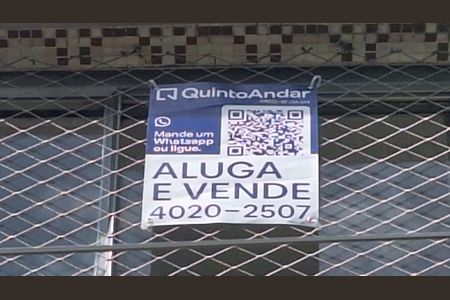 QuintoAndar
Mande um
Whatsapp
ou ligue.
ALUGA
E VENDE
4020-2507